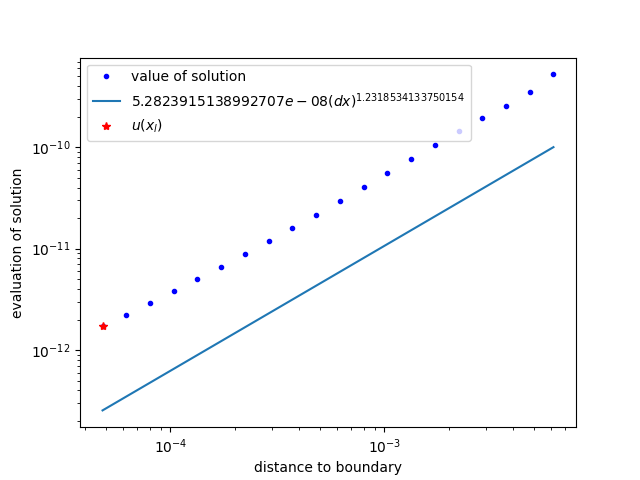 value of solution
5.2823915138992707e − 08(dx)^1.2318534133750154
u(x_l)
10^−10
10^−11
10^−12
evaluation of solution
10^−4
10^−3
distance to boundary